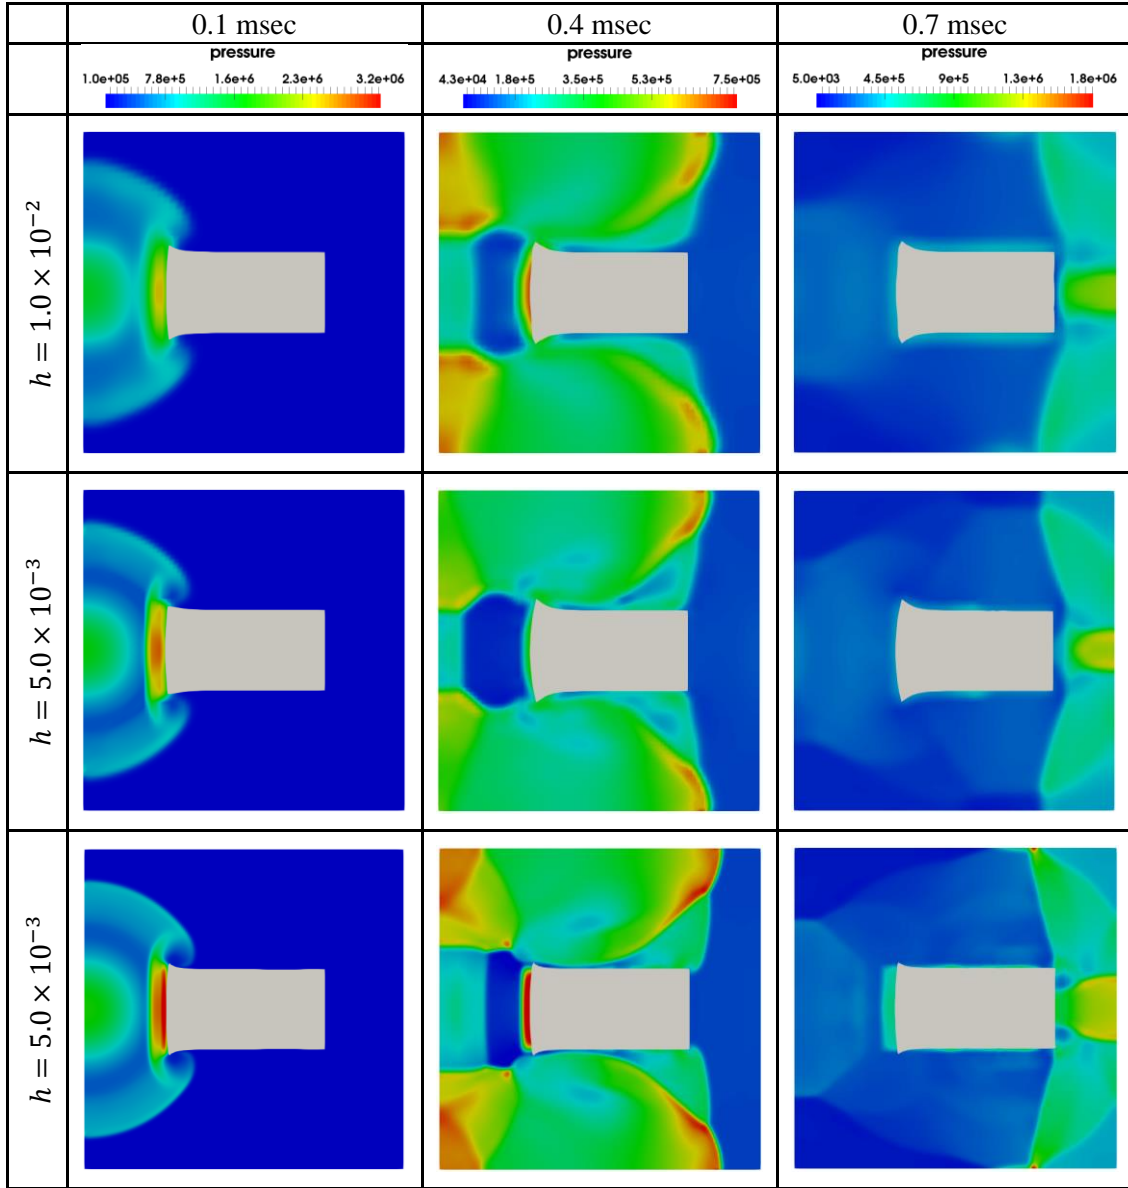 0.1 msec 0.4 msec 0.7 msec
pressure pressure pressure
1.0e+05 7.8e+5 1.6e+6 2.3e+6 3.2e+06 4.3e+04 1.8e+5 3.5e+5 5.3e+5 7.5e+05 5.0e+03 4.5e+5 9e+5 1.3e+6 1.8e+06
h = 1.0 × 10⁻²
h = 5.0 × 10⁻³
h = 5.0 × 10⁻³